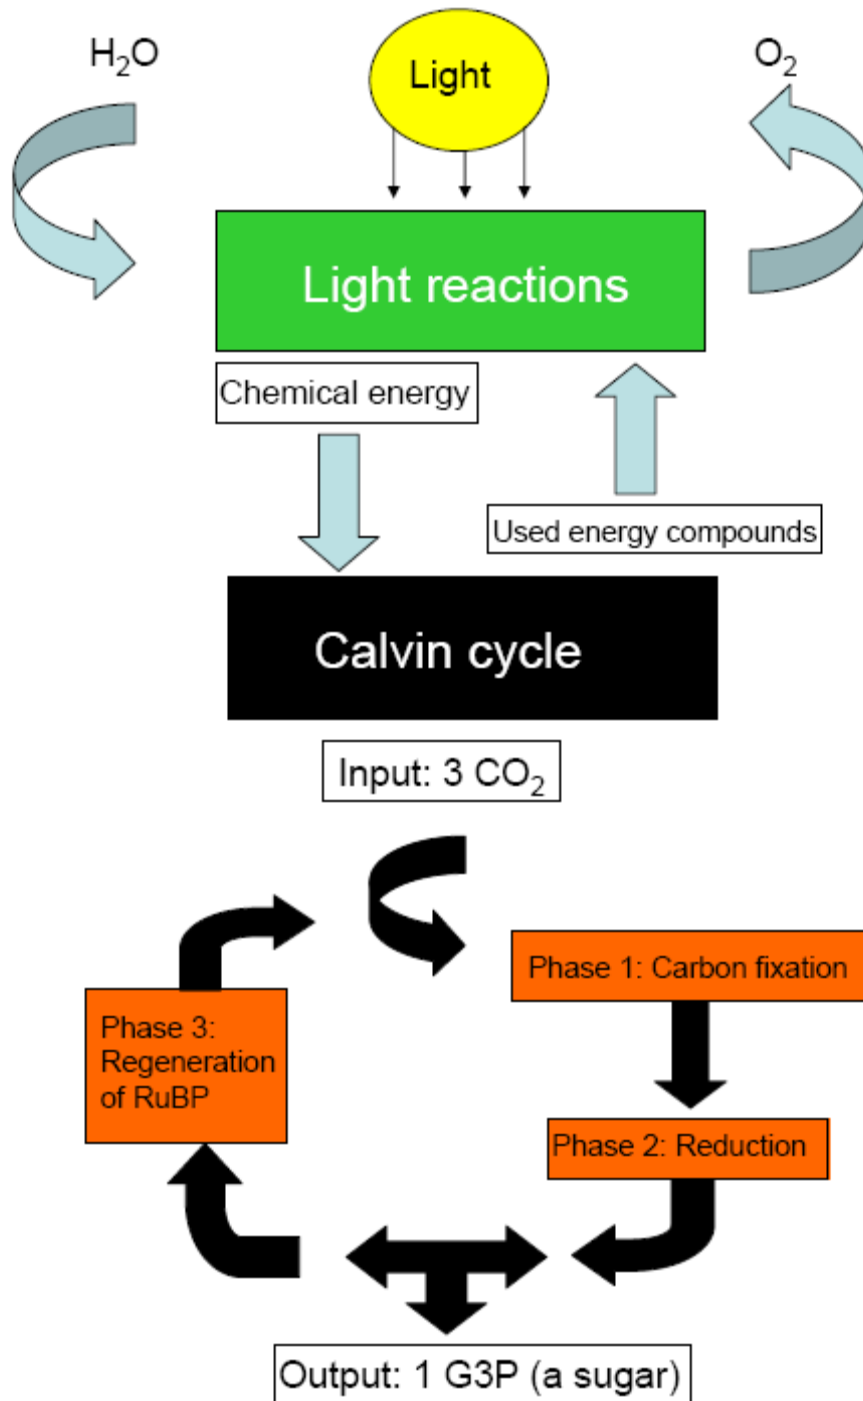 H₂O
Light
O₂
Light reactions
Chemical energy
Used energy compounds
Calvin cycle
Input: 3 CO₂
Phase 1: Carbon fixation
Phase 3:
Regeneration
of RuBP
Phase 2: Reduction
Output: 1 G3P (a sugar)